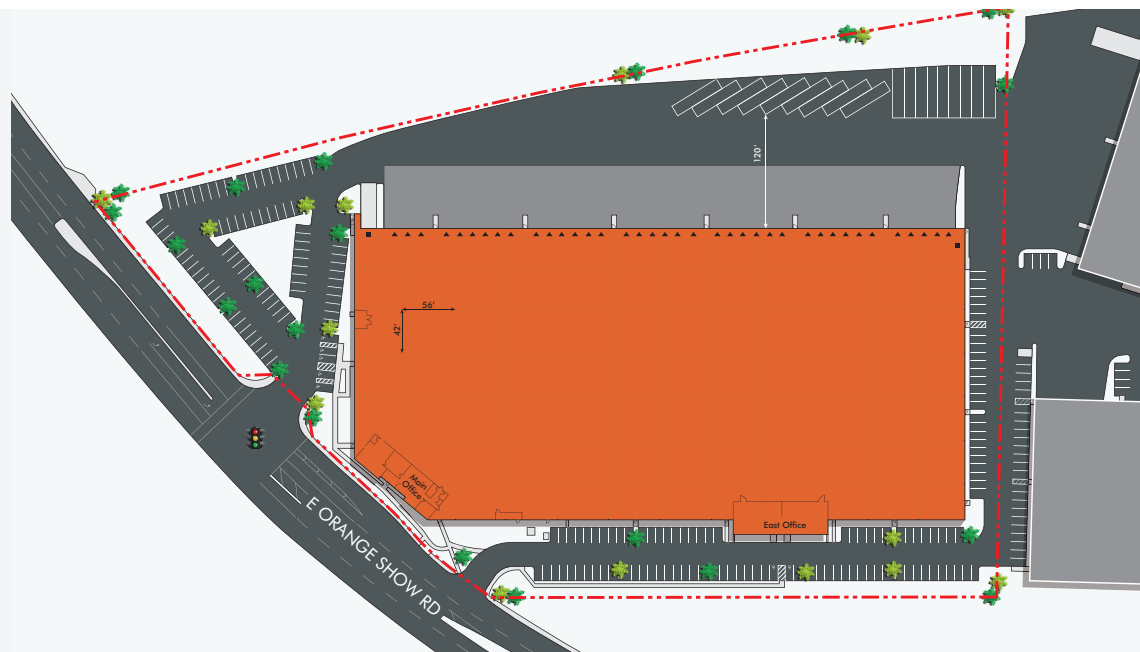 120'
56'
42'
Main
Office
East Office
E ORANGE SHOW RD